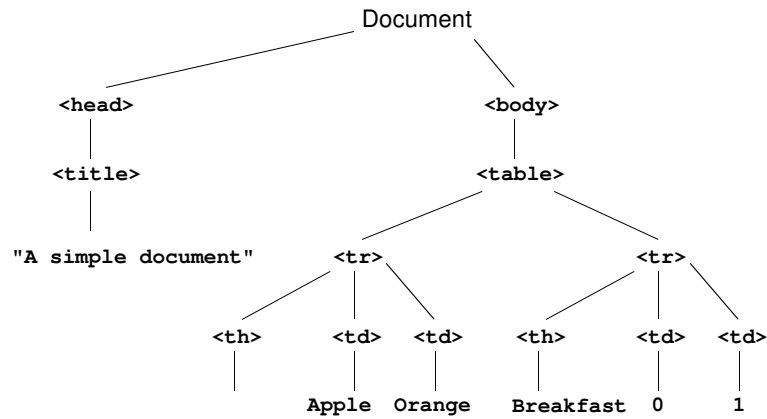 Document
<head> <body>
<title> <table>
"A simple document" <tr> <tr>
<th> <td> <td> <th> <td> <td>
Apple Orange Breakfast 0 1